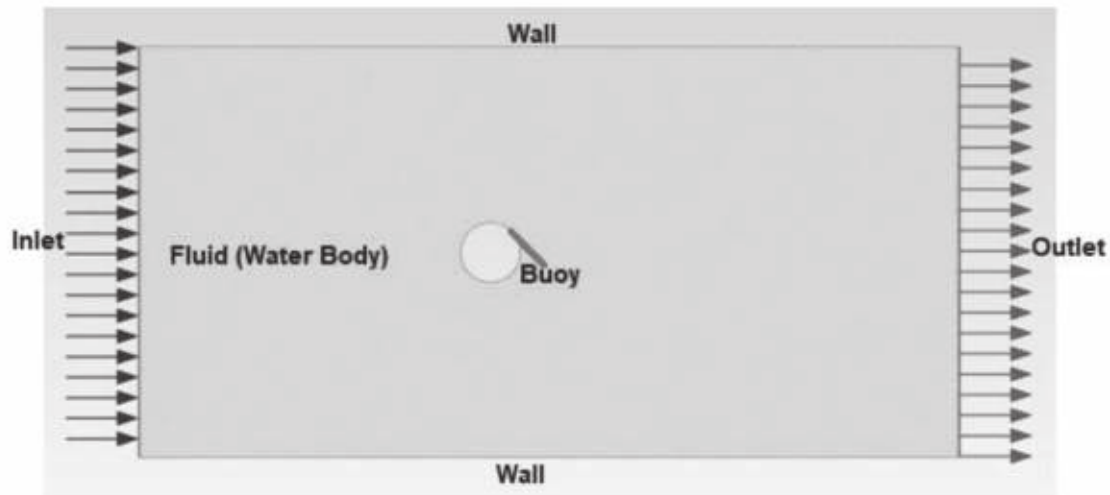 Wall
Inlet
Fluid (Water Body)
Buoy
Outlet
Wall